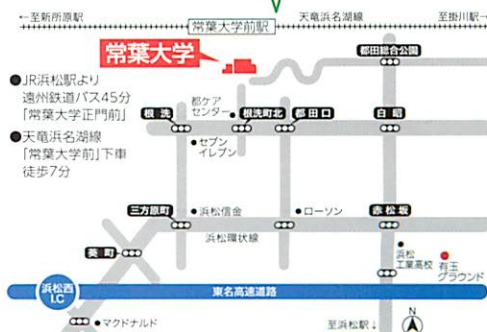 ←至新所原駅
天竜浜名湖線
至掛川駅→
常葉大学前駅
常葉大学
都田総合公園
●JR浜松駅より
遠州鉄道バス45分
「常葉大学正門前」
●天竜浜名湖線
「常葉大学前」下車
徒歩7分
都ケア
センター
根洗
根洗町北
都田口
白昭
セブン
イレブン
三方原町
浜松信金
ローソン
赤松坂
浜松環状線
葵町
浜松
工業高校
有玉
グラウンド
浜松西
I.C
東名高速道路
マクドナルド
至浜松駅↓
N